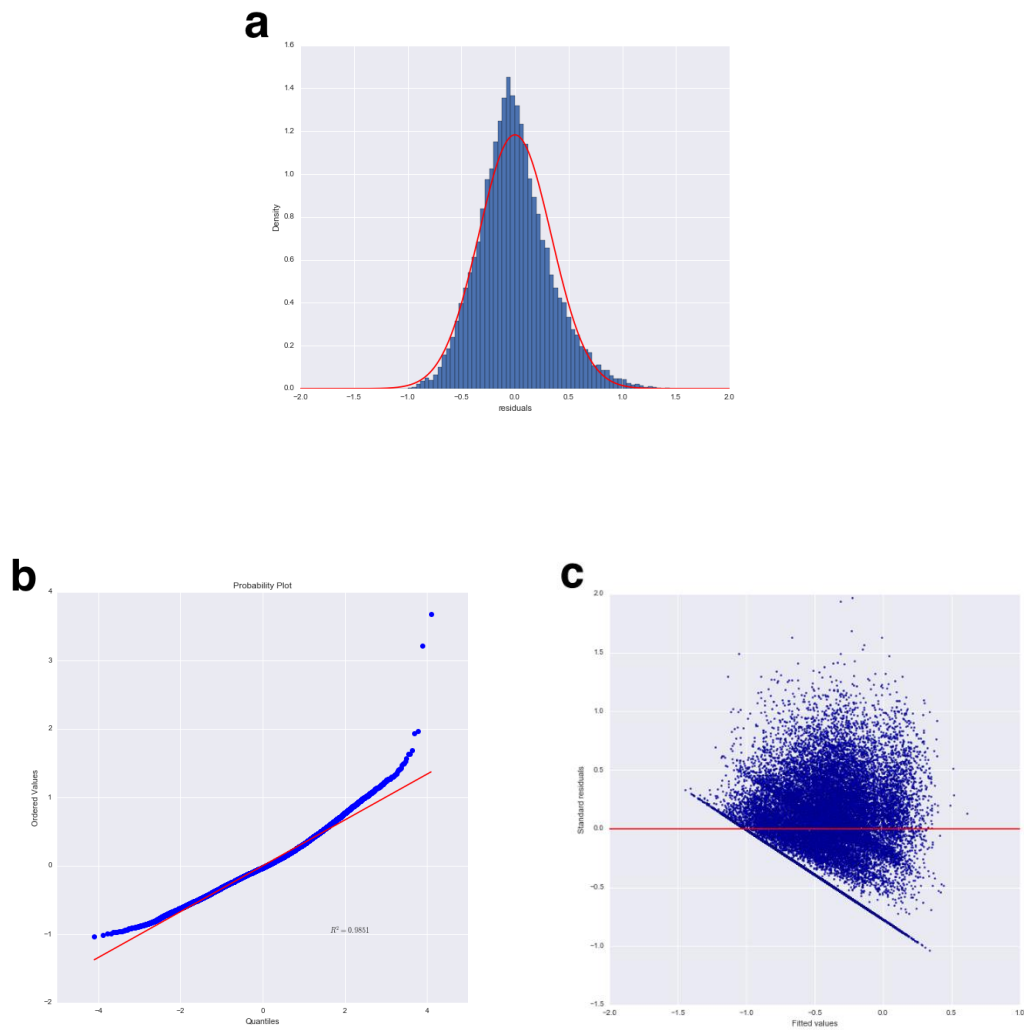 a
1.6
1.4
1.2
1.0
0.8
0.6
0.4
0.2
0.0
Density
−2.0 −1.5 −1.0 −0.5 0.0 0.5 1.0 1.5 2.0
residuals
b
Probability Plot
4
3
2
1
0
−1
−2
Ordered Values
R² = 0.9851
−4 −2 0 2 4
Quantiles
c
2.0
1.5
1.0
0.5
0.0
−0.5
−1.0
−1.5
Standard residuals
−2.0 −1.5 −1.0 −0.5 0.0 0.5 1.0
Fitted values